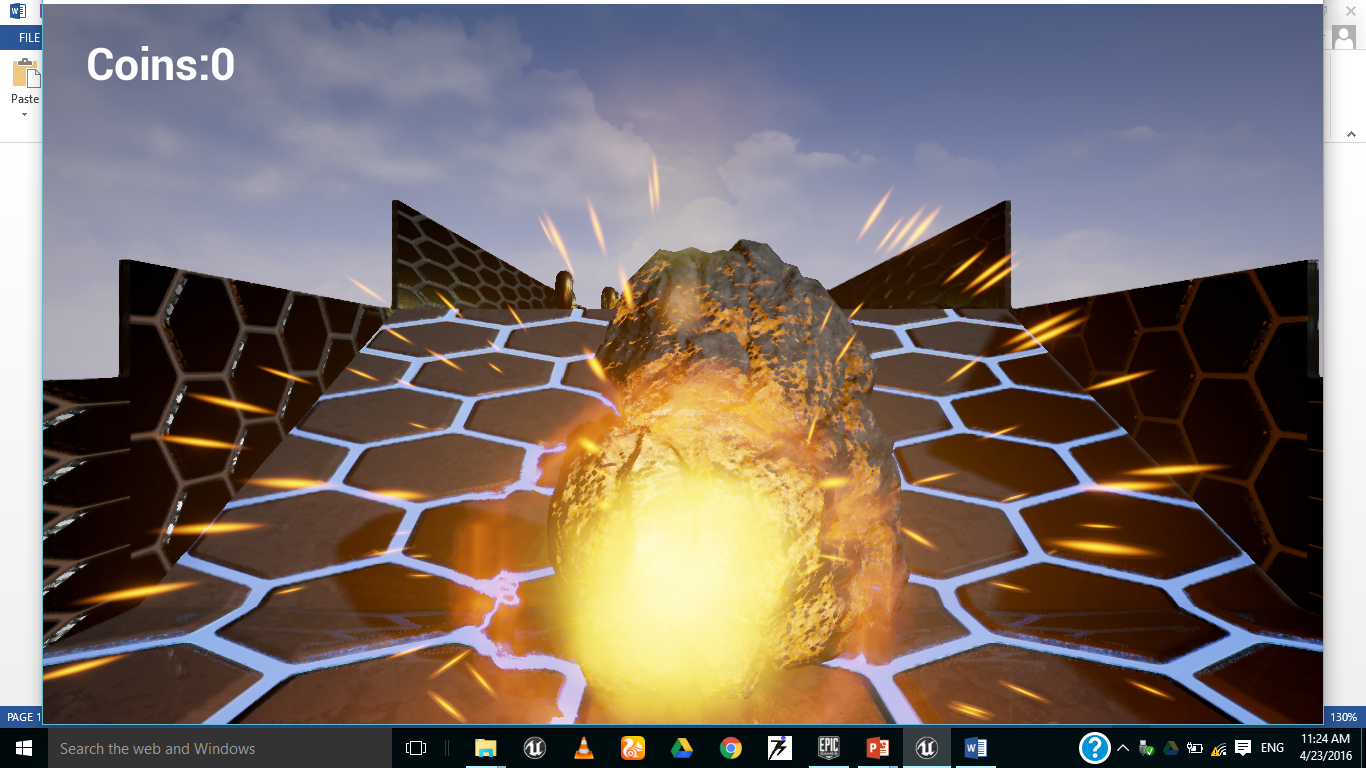 FILE
Coins:0
Paste
PAGE 1
130%
Search the web and Windows
EPIC
GAMES
ENG
11:24 AM
4/23/2016